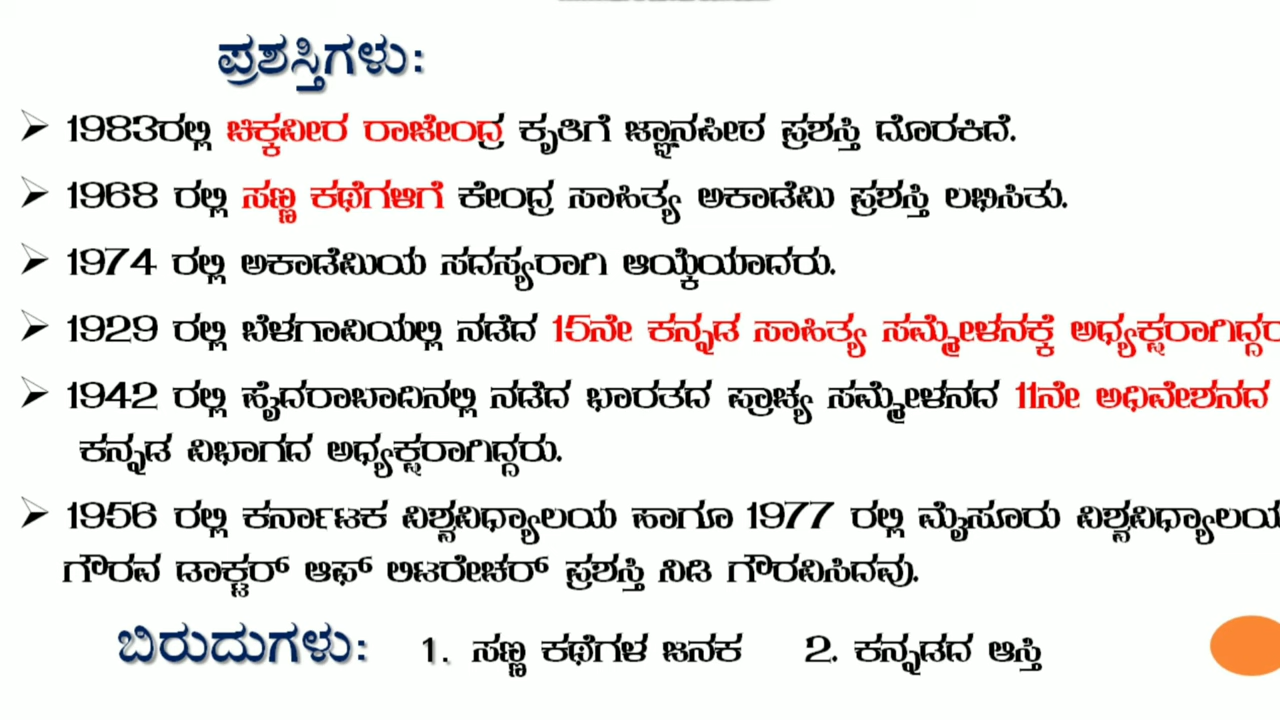 ಪ್ರಶಸ್ತಿಗಳು:
➢ 1983ರಲ್ಲಿ ಚಿಕ್ಕವೀರ ರಾಜೇಂದ್ರ ಕೃತಿಗೆ ಜ್ಞಾನಪೀಠ ಪ್ರಶಸ್ತಿ ದೊರಕಿದೆ.
➢ 1968 ರಲ್ಲಿ ಸಣ್ಣ ಕಥೆಗಳಿಗೆ ಕೇಂದ್ರ ಸಾಹಿತ್ಯ ಅಕಾಡೆಮಿ ಪ್ರಶಸ್ತಿ ಲಭಿಸಿತು.
➢ 1974 ರಲ್ಲಿ ಅಕಾಡೆಮಿಯ ಸದಸ್ಯರಾಗಿ ಆಯ್ಕೆಯಾದರು.
➢ 1929 ರಲ್ಲಿ ಬೆಳಗಾವಿಯಲ್ಲಿ ನಡೆದ 15ನೇ ಕನ್ನಡ ಸಾಹಿತ್ಯ ಸಮ್ಮೇಳನಕ್ಕೆ ಅಧ್ಯಕ್ಷರಾಗಿದ್ದರ
➢ 1942 ರಲ್ಲಿ ಹೈದರಾಬಾದಿನಲ್ಲಿ ನಡೆದ ಭಾರತದ ಪ್ರಾಚ್ಯ ಸಮ್ಮೇಳನದ 11ನೇ ಅಧಿವೇಶನದ
ಕನ್ನಡ ವಿಭಾಗದ ಅಧ್ಯಕ್ಷರಾಗಿದ್ದರು.
➢ 1956 ರಲ್ಲಿ ಕರ್ನಾಟಕ ವಿಶ್ವವಿಧ್ಯಾಲಯ ಹಾಗೂ 1977 ರಲ್ಲಿ ಮೈಸೂರು ವಿಶ್ವವಿಧ್ಯಾಲಯ
ಗೌರವ ಡಾಕ್ಟರ್ ಆಫ್ ಲಿಟರೇಚರ್ ಪ್ರಶಸ್ತಿ ನಿಡಿ ಗೌರವಿಸಿದವು.
ಬಿರುದುಗಳು: 1. ಸಣ್ಣ ಕಥೆಗಳ ಜನಕ 2. ಕನ್ನಡದ ಆಸ್ತಿ